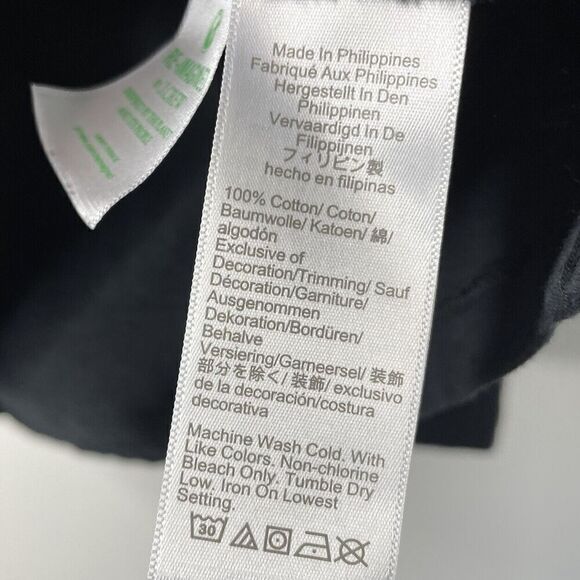 Made In Philippines
Fabriqué Aux Philippines
Hergestellt In Den
Philippinen
Vervaardigd In De
Filippijnen
フィリピン製
hecho en filipinas
100% Cotton/ Coton/
Baumwolle/ Katoen/ 綿/
algodón
Exclusive of
Decoration/Trimming/ Sauf
Décoration/Garniture/
Ausgenommen
Dekoration/Bordüren/
Behalve
Versiering/Gameersel/ 装飾
部分を除く/ 装飾/ exclusivo
de la decoración/costura
decorativa
Machine Wash Cold. With
Like Colors. Non-chlorine
Bleach Only. Tumble Dry
Low. Iron On Lowest
Setting.
30